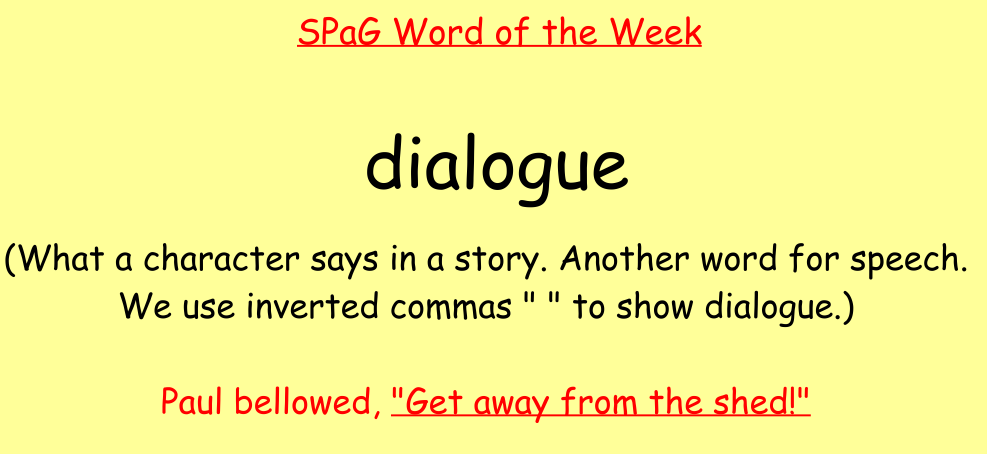 SPaG Word of the Week
dialogue
(What a character says in a story. Another word for speech.
We use inverted commas " " to show dialogue.)
Paul bellowed, "Get away from the shed!"